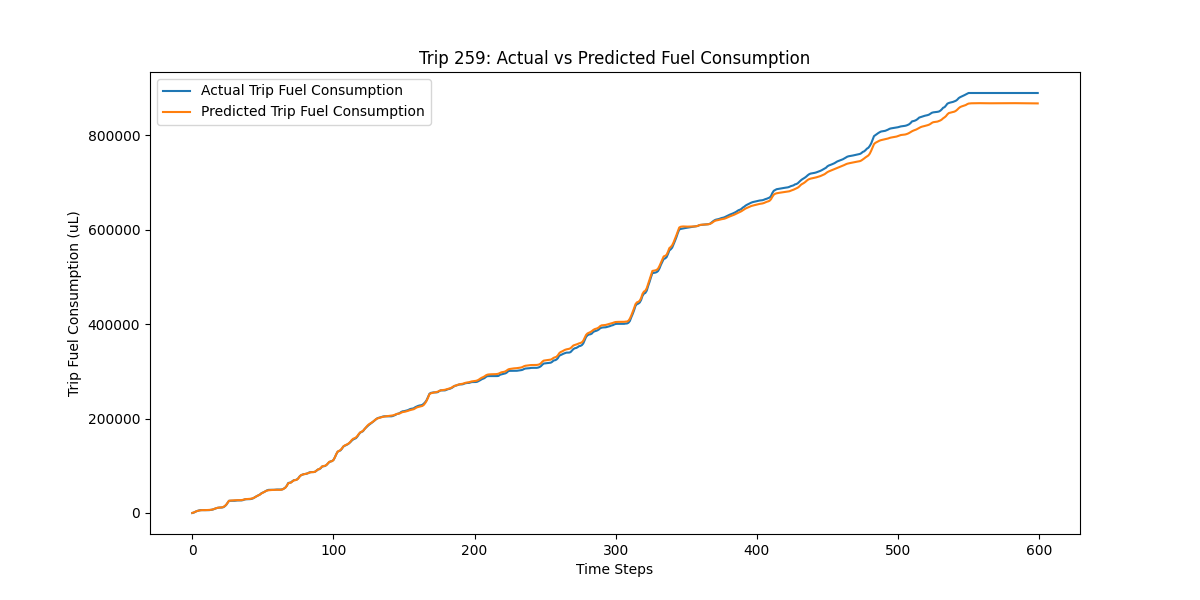 Trip 259: Actual vs Predicted Fuel Consumption
Actual Trip Fuel Consumption
Predicted Trip Fuel Consumption
Trip Fuel Consumption (uL)
800000
600000
400000
200000
0
0 100 200 300 400 500 600
Time Steps